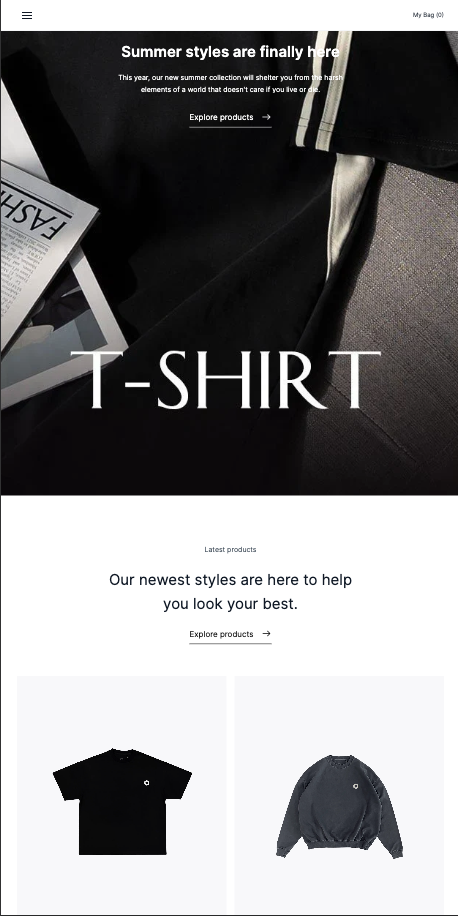 My Bag (0)
Summer styles are finally here
This year, our new summer collection will shelter you from the harsh
elements of a world that doesn't care if you live or die.
Explore products
FASHI
T-SHIRT
Latest products
Our newest styles are here to help
you look your best.
Explore products